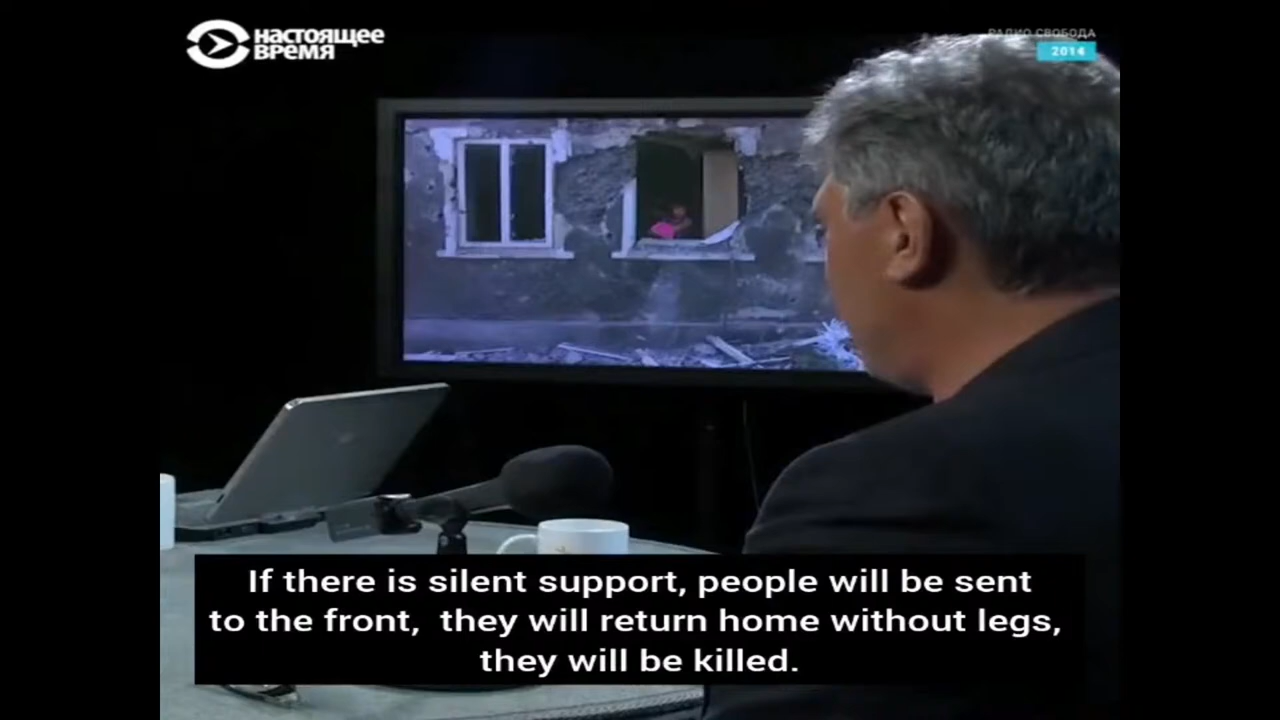 настоящее
время
РАДИО СВОБОДА
2014
If there is silent support, people will be sent
to the front, they will return home without legs,
they will be killed.